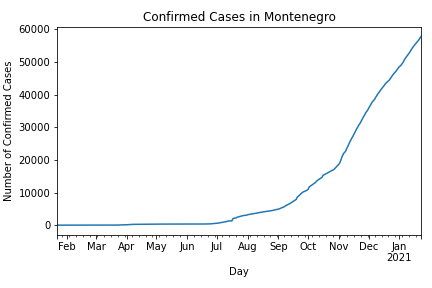 Confirmed Cases in Montenegro
60000
50000
40000
30000
20000
10000
0
Number of Confirmed Cases
Feb Mar Apr May Jun Jul Aug Sep Oct Nov Dec Jan
2021
Day